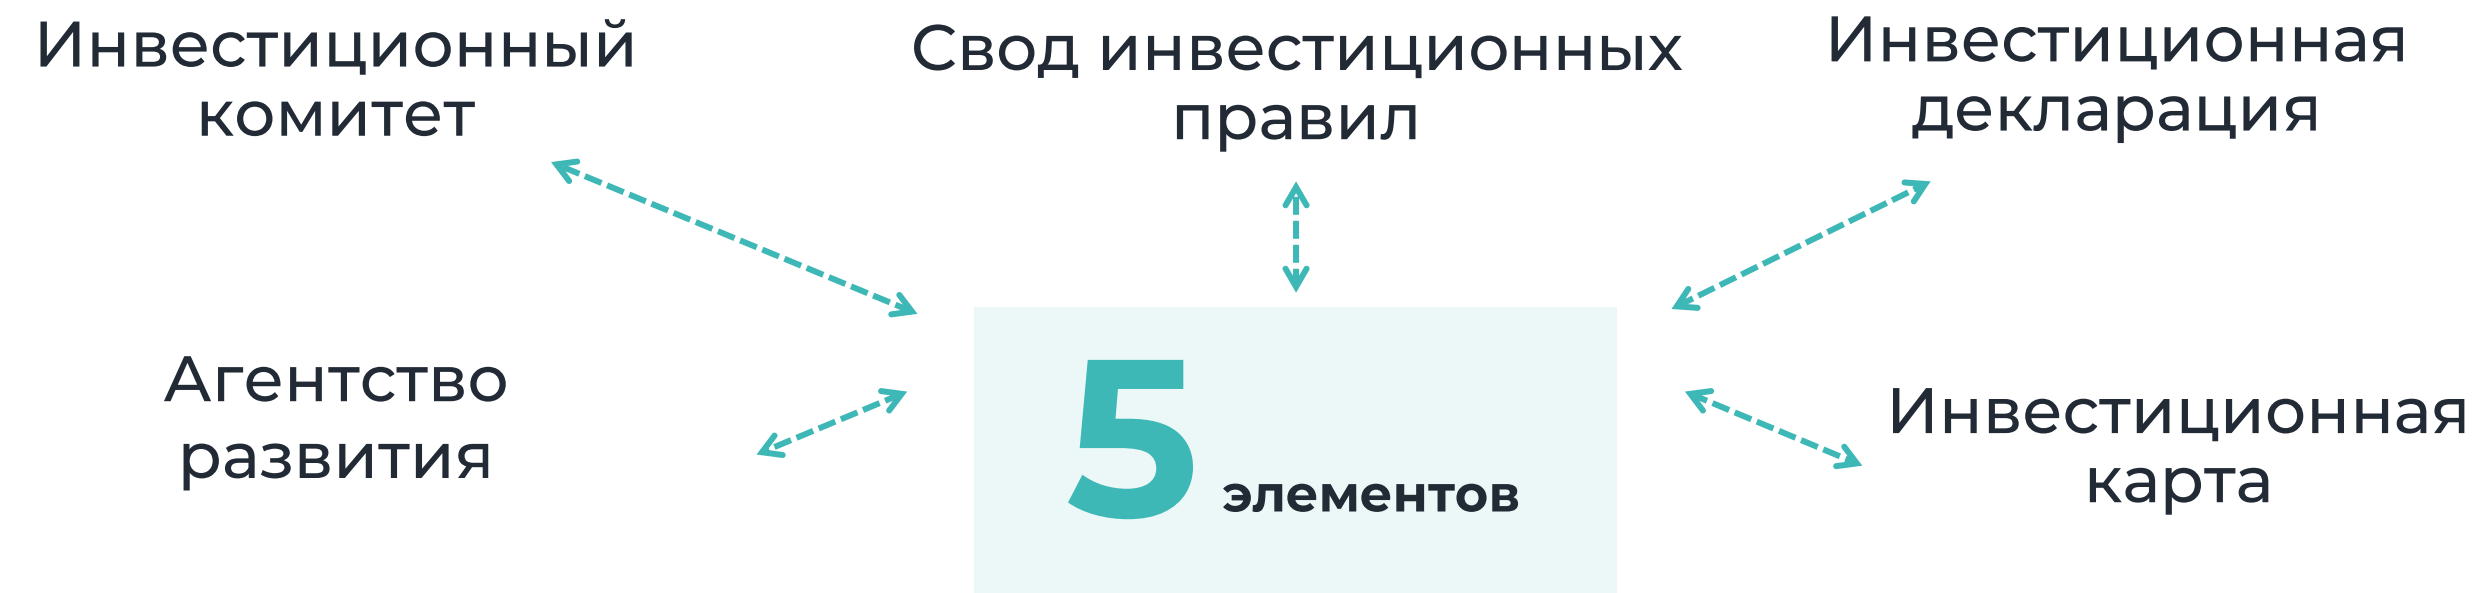 Инвестиционный
комитет
Свод инвестиционных
правил
Инвестиционная
декларация
Агентство
развития
5 элементов
Инвестиционная
карта